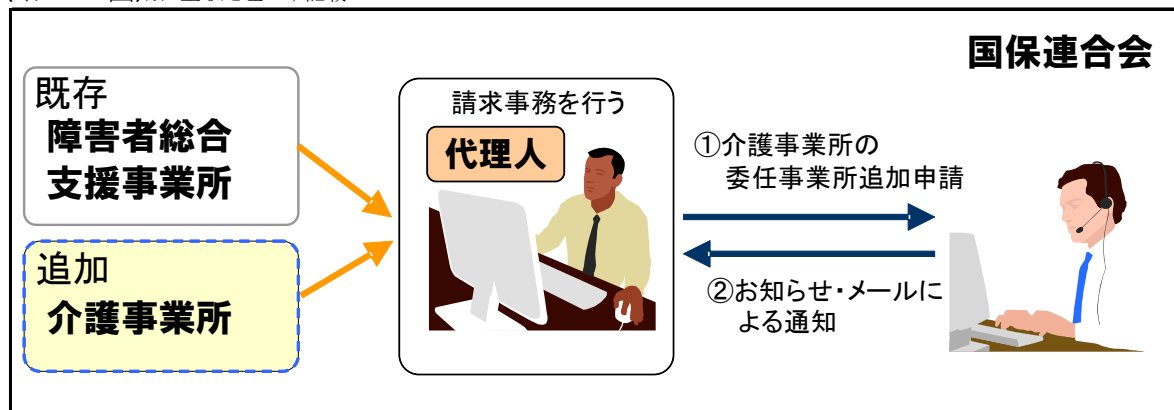 国保連合会
既存
障害者総合
支援事業所
追加
介護事業所
請求事務を行う
代理人
①介護事業所の
委任事業所追加申請
②お知らせ・メールに
よる通知